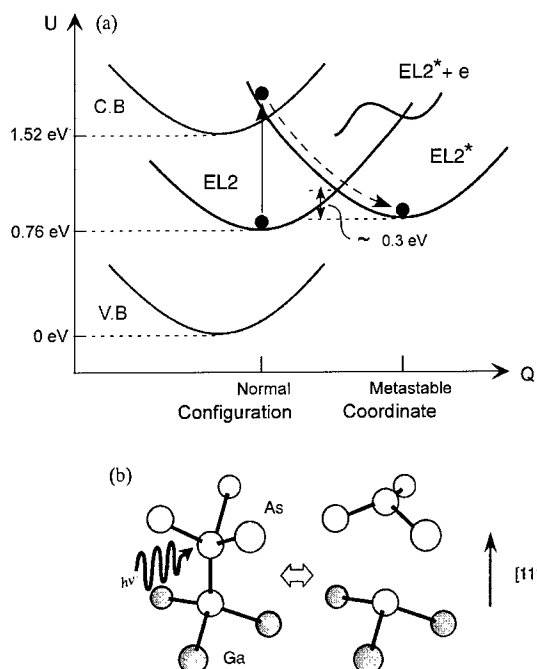 U
(a)
EL2* + e
C.B
EL2*
1.52 eV
EL2
0.76 eV
~ 0.3 eV
V.B
0 eV
Q
Normal
Metastable
Configuration
Coordinate
(b)
As
hν
[11
Ga